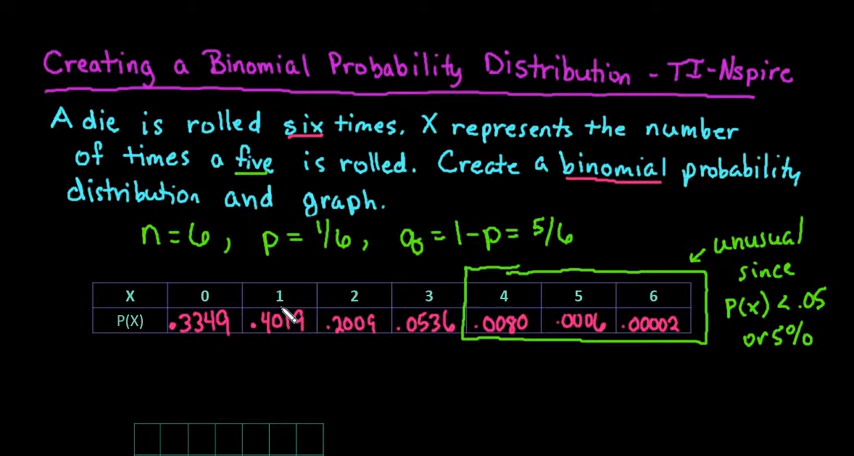 Creating a Binomial Probability Distribution - TI-Nspire
A die is rolled six times. X represents the number
of times a five is rolled. Create a binomial probability
distribution and graph.
n = 6, p = 1/6, q = 1-p = 5/6
unusual
since
P(x) < .05
or 5%
X 0 1 2 3 4 5 6
P(X) .3349 .4019 .2009 .0536 .0080 .0006 .00002